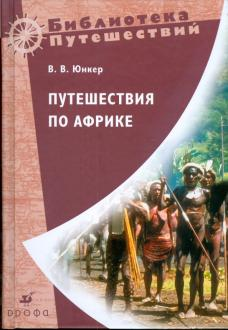 Библиотека
Путешествий
В. В. Юнкер
ПУТЕШЕСТВИЯ
ПО АФРИКЕ
дрофа